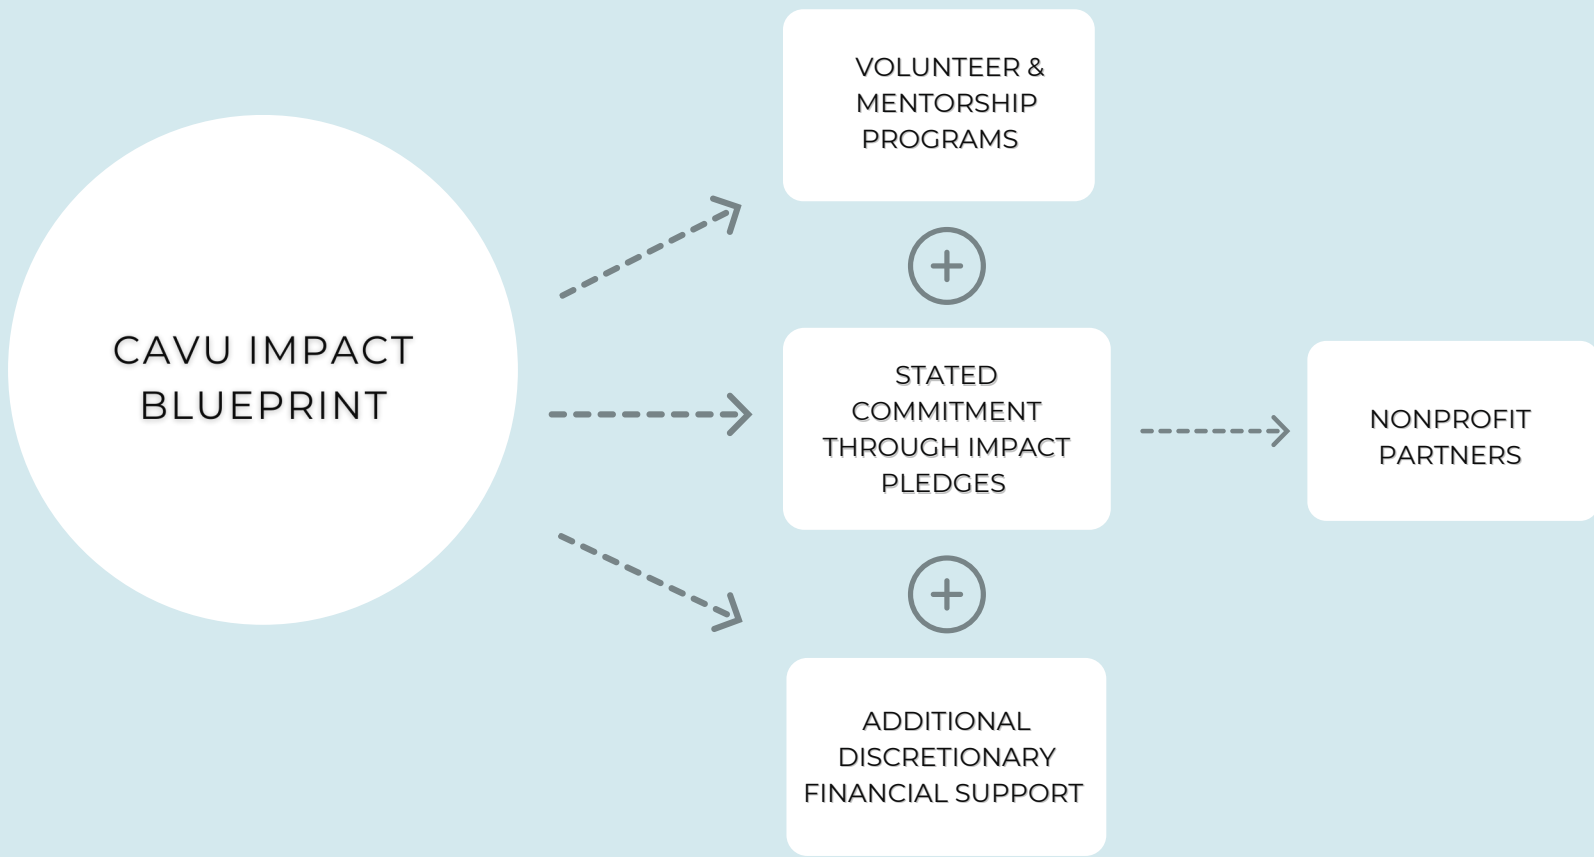 CAVU IMPACT
BLUEPRINT
VOLUNTEER &
MENTORSHIP
PROGRAMS
STATED
COMMITMENT
THROUGH IMPACT
PLEDGES
ADDITIONAL
DISCRETIONARY
FINANCIAL SUPPORT
NONPROFIT
PARTNERS